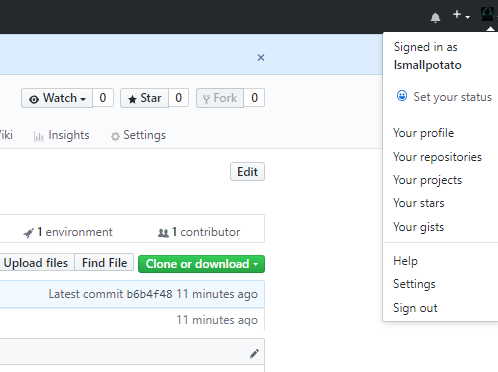 Signed in as
lsmallpotato
Set your status
Your profile
Your repositories
Your projects
Your stars
Your gists
Help
Settings
Sign out
×
Watch 0
Star 0
Fork 0
iki
Insights
Settings
Edit
1 environment
1 contributor
Upload files
Find File
Clone or download
Latest commit b6b4f48 11 minutes ago
11 minutes ago